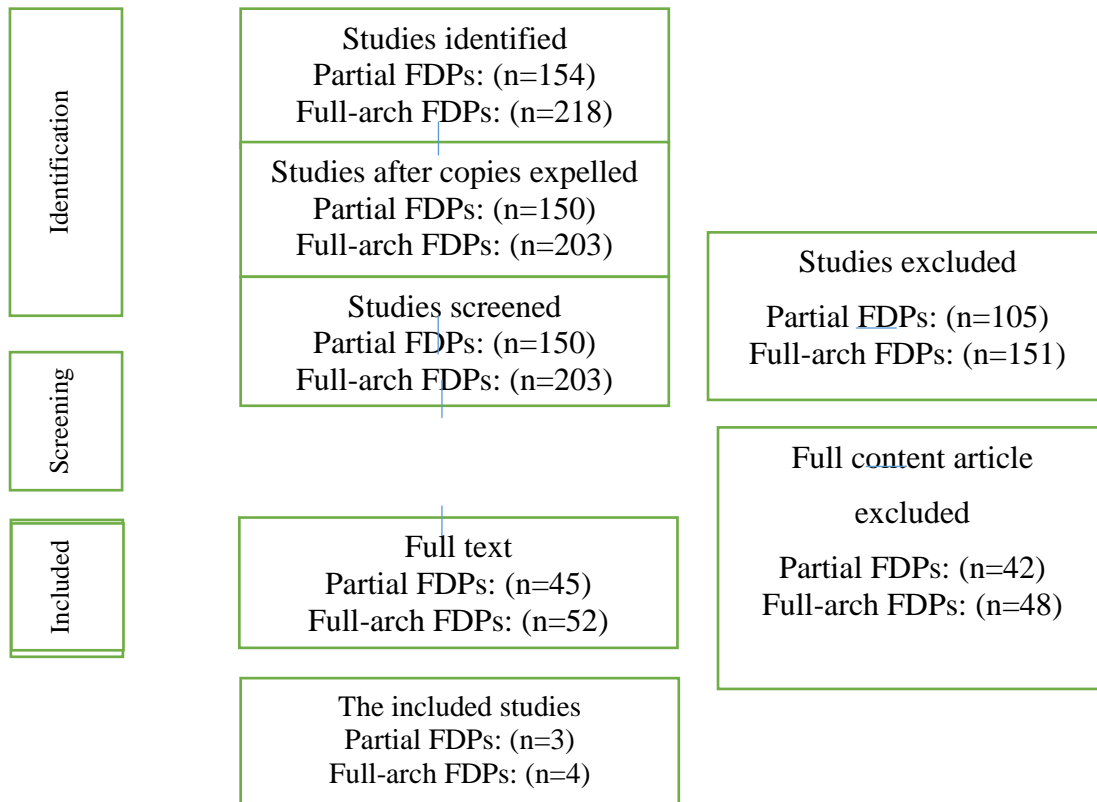 Identification
Studies identified
Partial FDPs: (n=154)
Full-arch FDPs: (n=218)
Studies after copies expelled
Partial FDPs: (n=150)
Full-arch FDPs: (n=203)
Studies screened
Partial FDPs: (n=150)
Full-arch FDPs: (n=203)
Studies excluded
Partial FDPs: (n=105)
Full-arch FDPs: (n=151)
Screening
Full content article
excluded
Partial FDPs: (n=42)
Full-arch FDPs: (n=48)
Included
Full text
Partial FDPs: (n=45)
Full-arch FDPs: (n=52)
The included studies
Partial FDPs: (n=3)
Full-arch FDPs: (n=4)